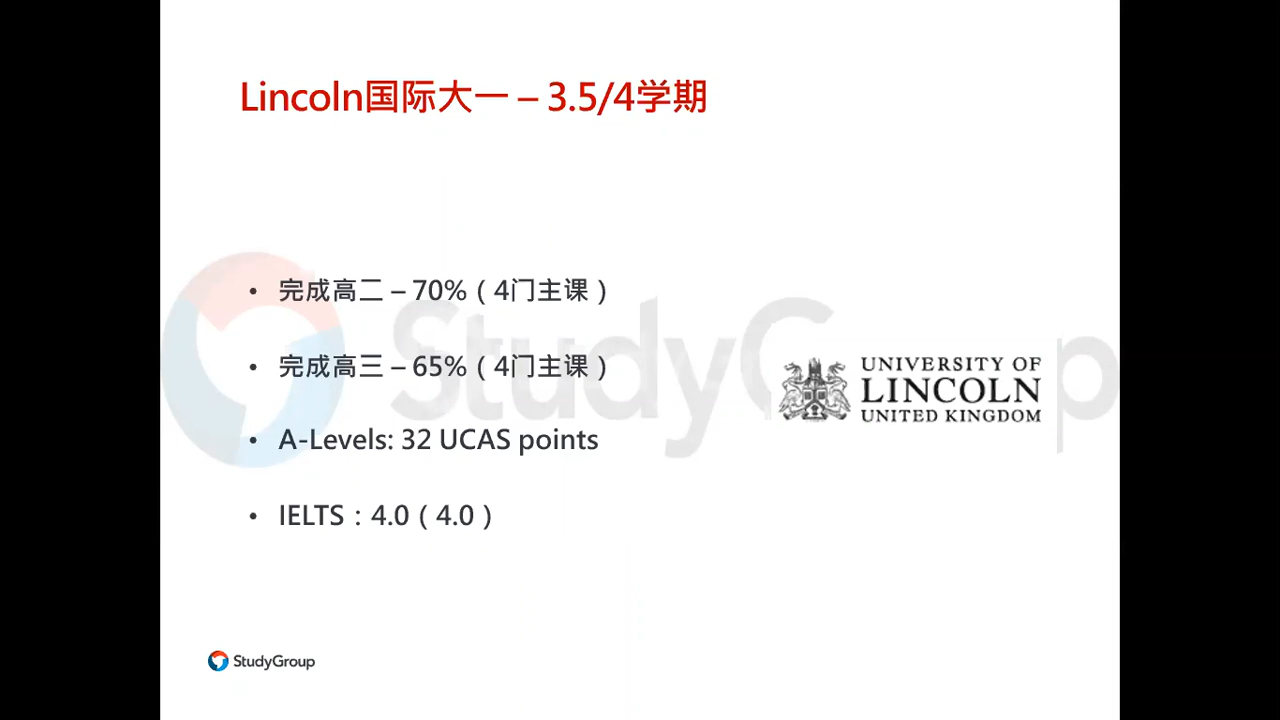 Lincoln国际大一 – 3.5/4学期
• 完成高二 – 70%（4门主课）
• 完成高三 – 65%（4门主课）
• A-Levels: 32 UCAS points
• IELTS：4.0（4.0）
UNIVERSITY OF
LINCOLN
UNITED KINGDOM
StudyGroup
StudyGroup